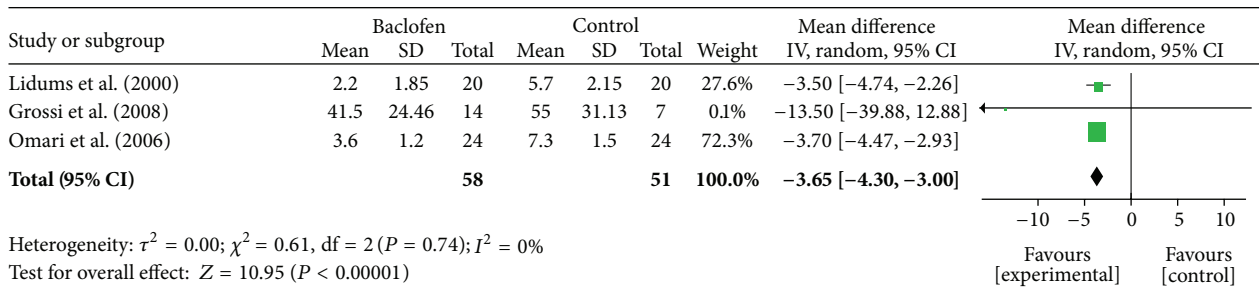 Baclofen Control Mean difference Mean difference
Study or subgroup
Mean SD Total Mean SD Total Weight IV, random, 95% CI IV, random, 95% CI
Lidums et al. (2000) 2.2 1.85 20 5.7 2.15 20 27.6% −3.50 [−4.74, −2.26]
Grossi et al. (2008) 41.5 24.46 14 55 31.13 7 0.1% −13.50 [−39.88, 12.88]
Omari et al. (2006) 3.6 1.2 24 7.3 1.5 24 72.3% −3.70 [−4.47, −2.93]
Total (95% CI) 58 51 100.0% −3.65 [−4.30, −3.00]
−10 −5 0 5 10
Heterogeneity: τ² = 0.00; χ² = 0.61, df = 2 (P = 0.74); I² = 0%
Test for overall effect: Z = 10.95 (P < 0.00001)
Favours Favours
[experimental] [control]